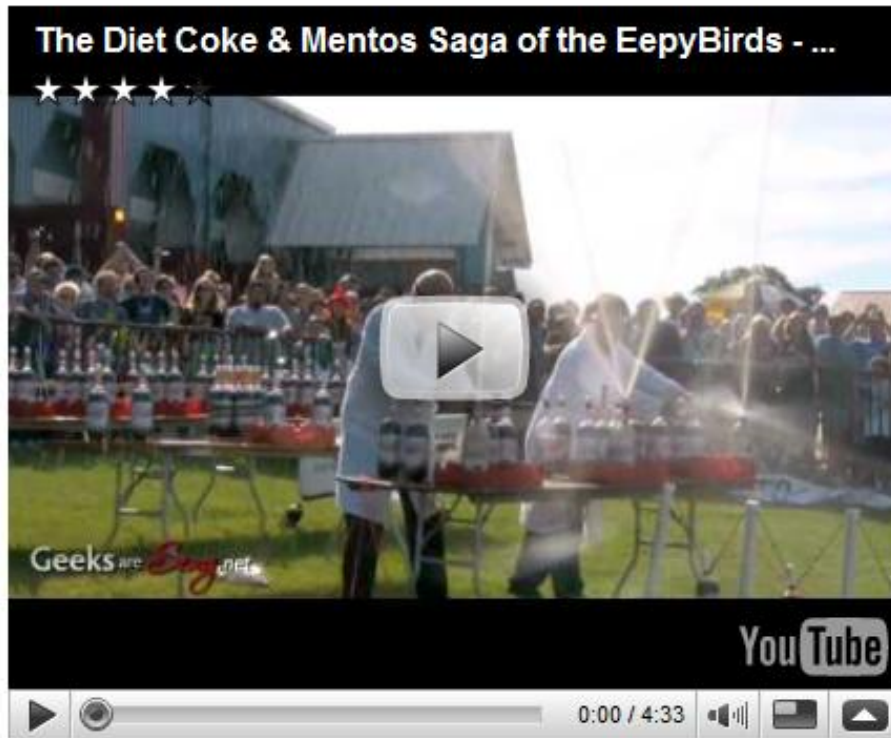 The Diet Coke & Mentos Saga of the EepyBirds - ...
Geeks are Sexy.net
YouTube
0:00 / 4:33